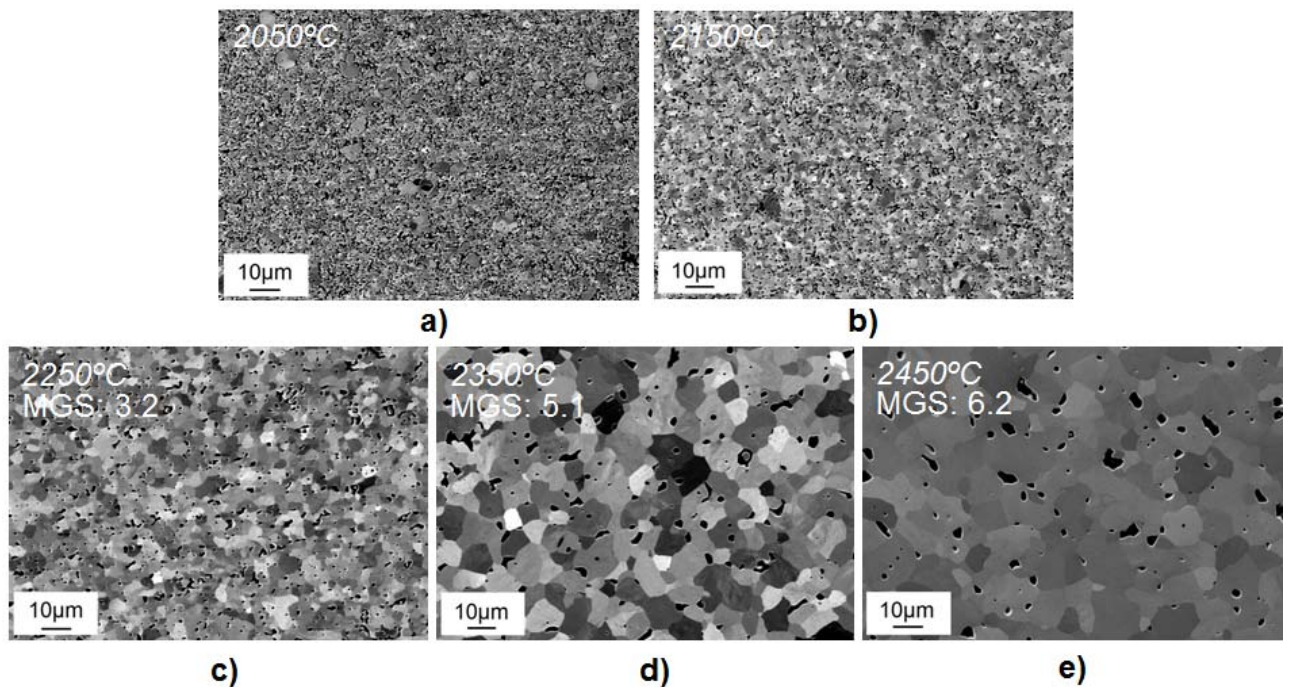 2050ºC
10µm
a)
2150ºC
10µm
b)
2250ºC
MGS: 3.2
10µm
c)
2350ºC
MGS: 5.1
10µm
d)
2450ºC
MGS: 6.2
10µm
e)